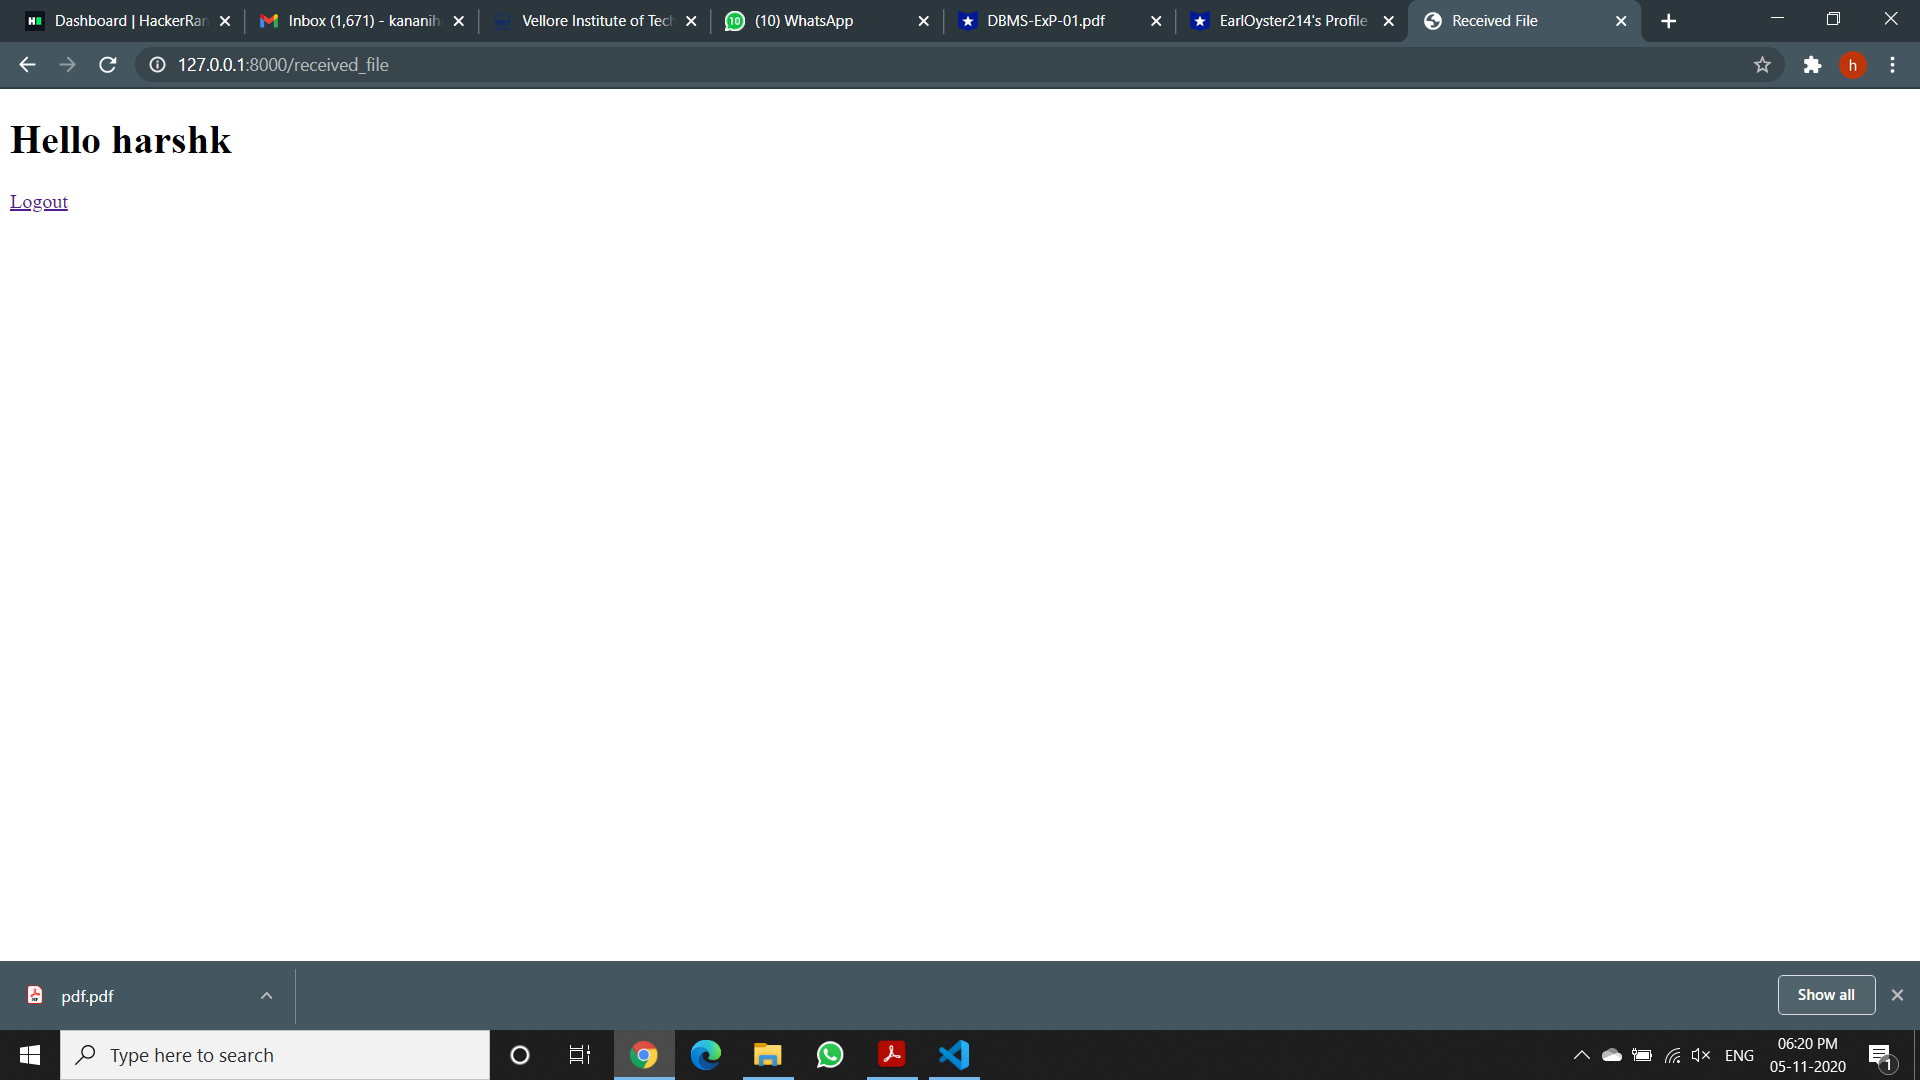 Dashboard | HackerRan
Inbox (1,671) - kananih
Vellore Institute of Tech
(10) WhatsApp
DBMS-ExP-01.pdf
EarlOyster214's Profile
Received File
127.0.0.1:8000/received_file
h
Hello harshk
Logout
pdf.pdf
Show all
Type here to search
ENG
06:20 PM
05-11-2020
1